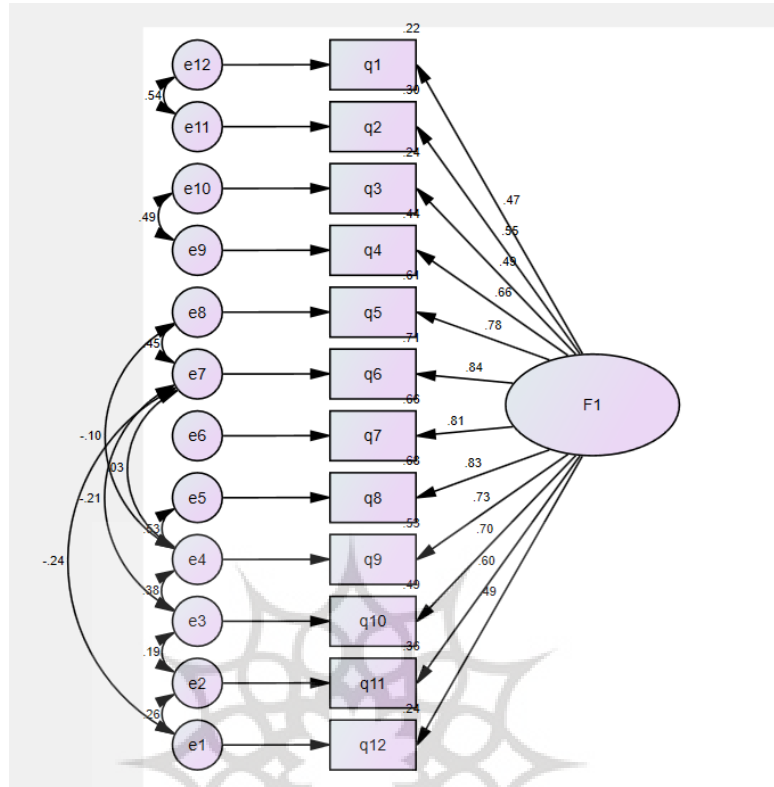 .22
e12 q1
.54 .30
e11 q2
.24
e10 q3
.47
.49 .44
.55
e9 q4
.49
.61
.66
e8 q5
.78
.45 .71
e7 q6
.84
.66
F1
.81
-.10 e6 q7
.03 .68
.83
-.21 e5 q8
.73
.53 .53
.70
-.24 e4 q9
.60
.38 .49
.49
e3 q10
.19 .36
e2 q11
.26 .24
e1 q12